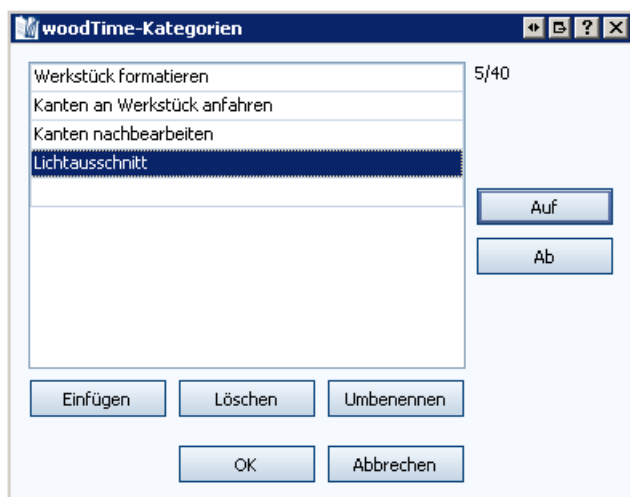 woodTime-Kategorien
Werkstück formatieren
5/40
Kanten an Werkstück anfahren
Kanten nachbearbeiten
Lichtausschnitt
Auf
Ab
Einfügen Löschen Umbenennen
OK Abbrechen